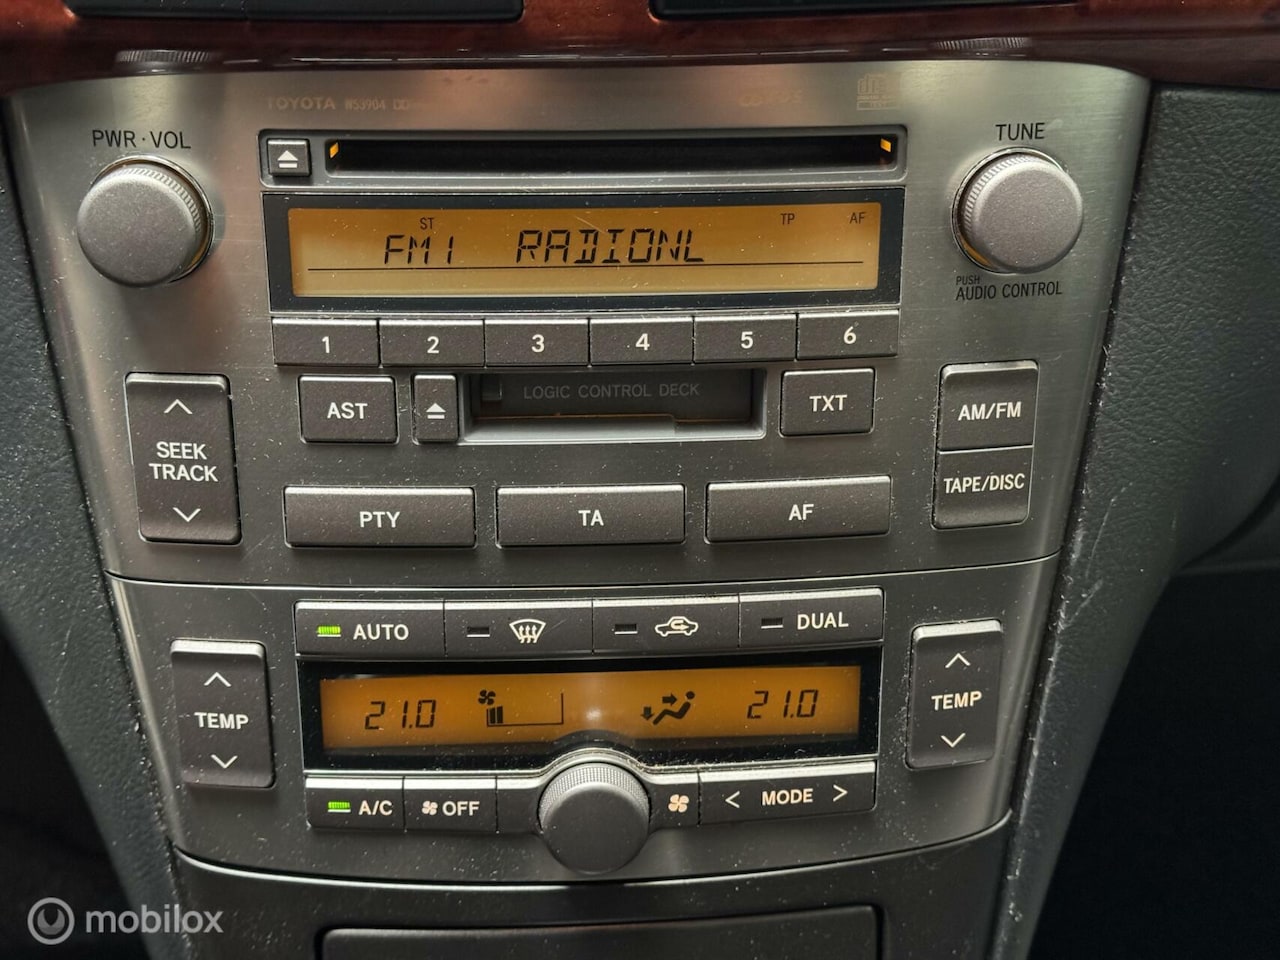 TOYOTA W53904
PWR · VOL
TUNE
ST
TP
AF
FM1 RADIONL
PUSH
AUDIO CONTROL
1 2 3 4 5 6
AST
LOGIC CONTROL DECK
TXT
AM/FM
SEEK
TRACK
TAPE/DISC
PTY
TA
AF
AUTO
DUAL
TEMP
21.0
21.0
TEMP
A/C
OFF
< MODE >
mobilox